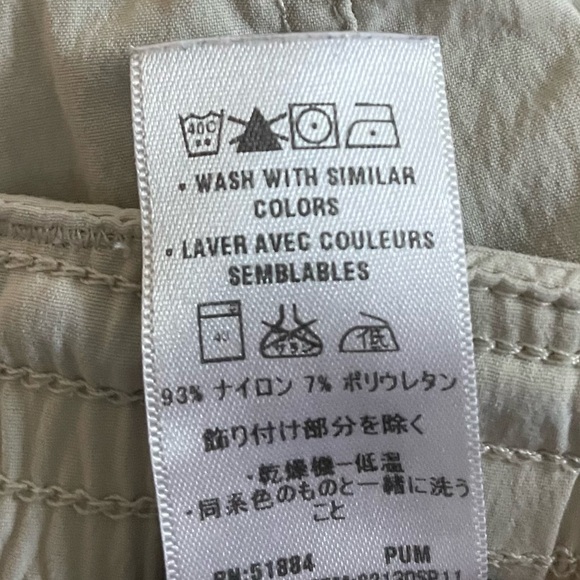 40C
• WASH WITH SIMILAR
COLORS
• LAVER AVEC COULEURS
SEMBLABLES
40
低
93% ナイロン 7% ポリウレタン
飾り付け部分を除く
・乾燥機ー低温
・同系色のものと一緒に洗う
こと
RN:51884 PUM